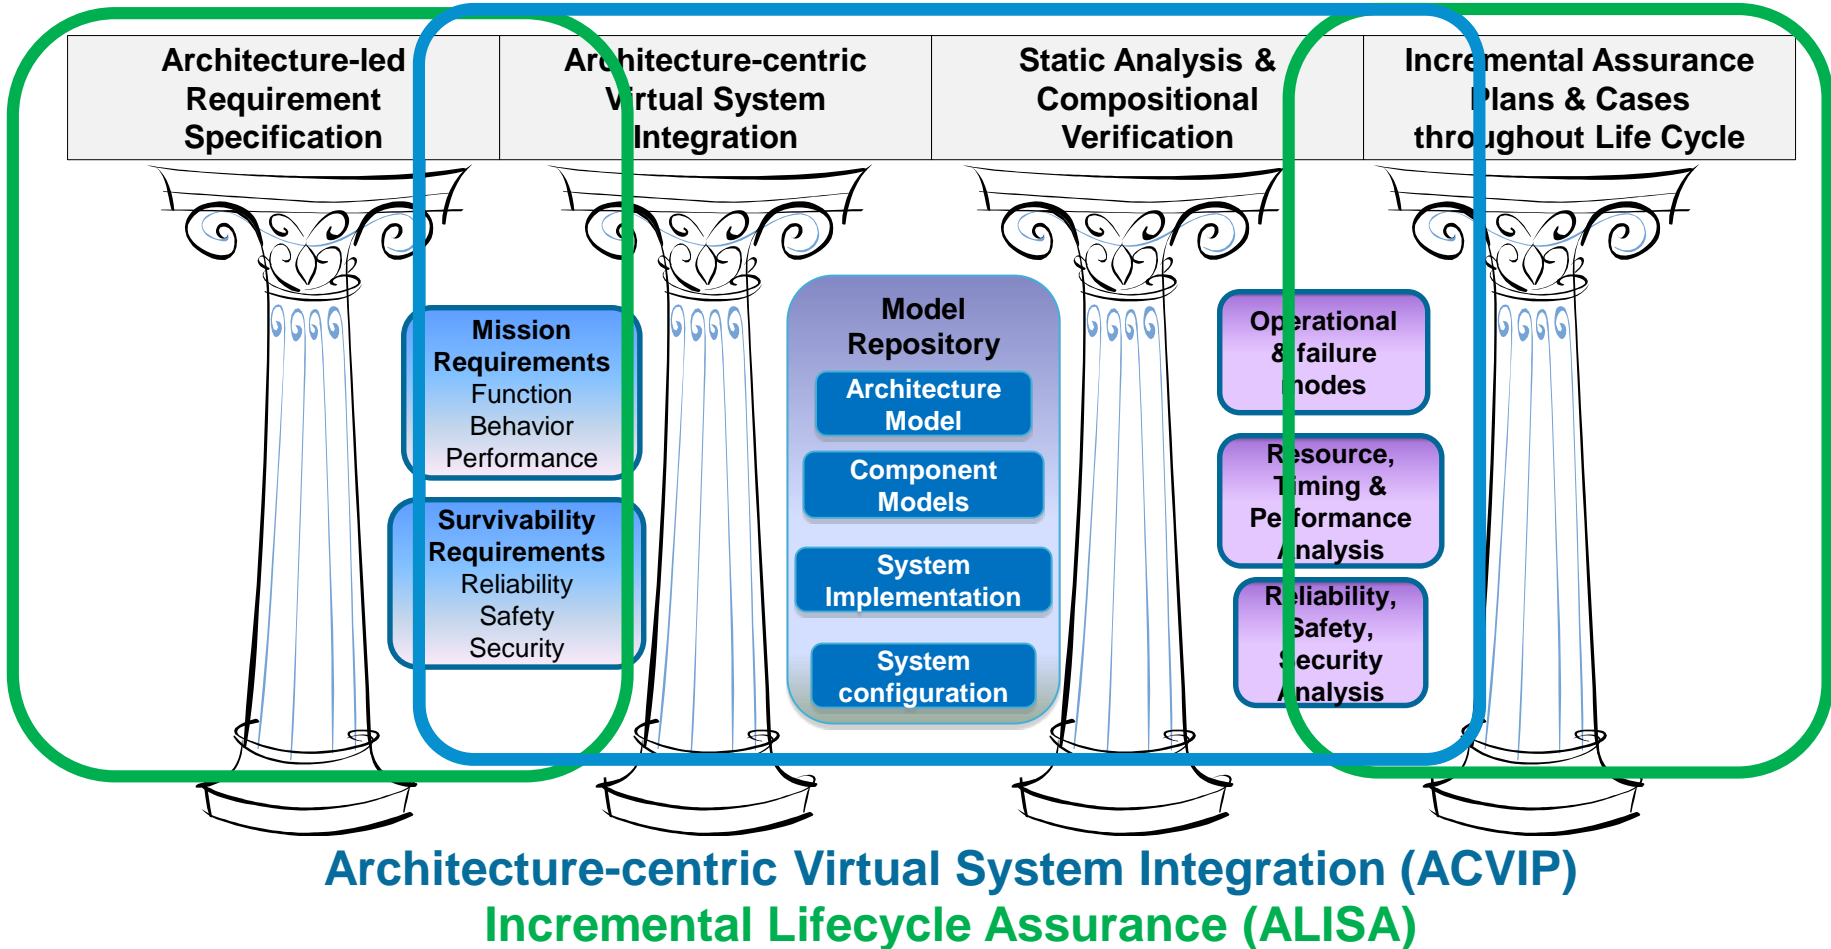 Architecture-led
Requirement
Specification
Architecture-centric
Virtual System
Integration
Static Analysis &
Compositional
Verification
Incremental Assurance
Plans & Cases
throughout Life Cycle
Mission
Requirements
Function
Behavior
Performance
Survivability
Requirements
Reliability
Safety
Security
Model
Repository
Architecture
Model
Component
Models
System
Implementation
System
configuration
Operational
& failure
modes
Resource,
Timing &
Performance
Analysis
Reliability,
Safety,
Security
Analysis
Architecture-centric Virtual System Integration (ACVIP)
Incremental Lifecycle Assurance (ALISA)